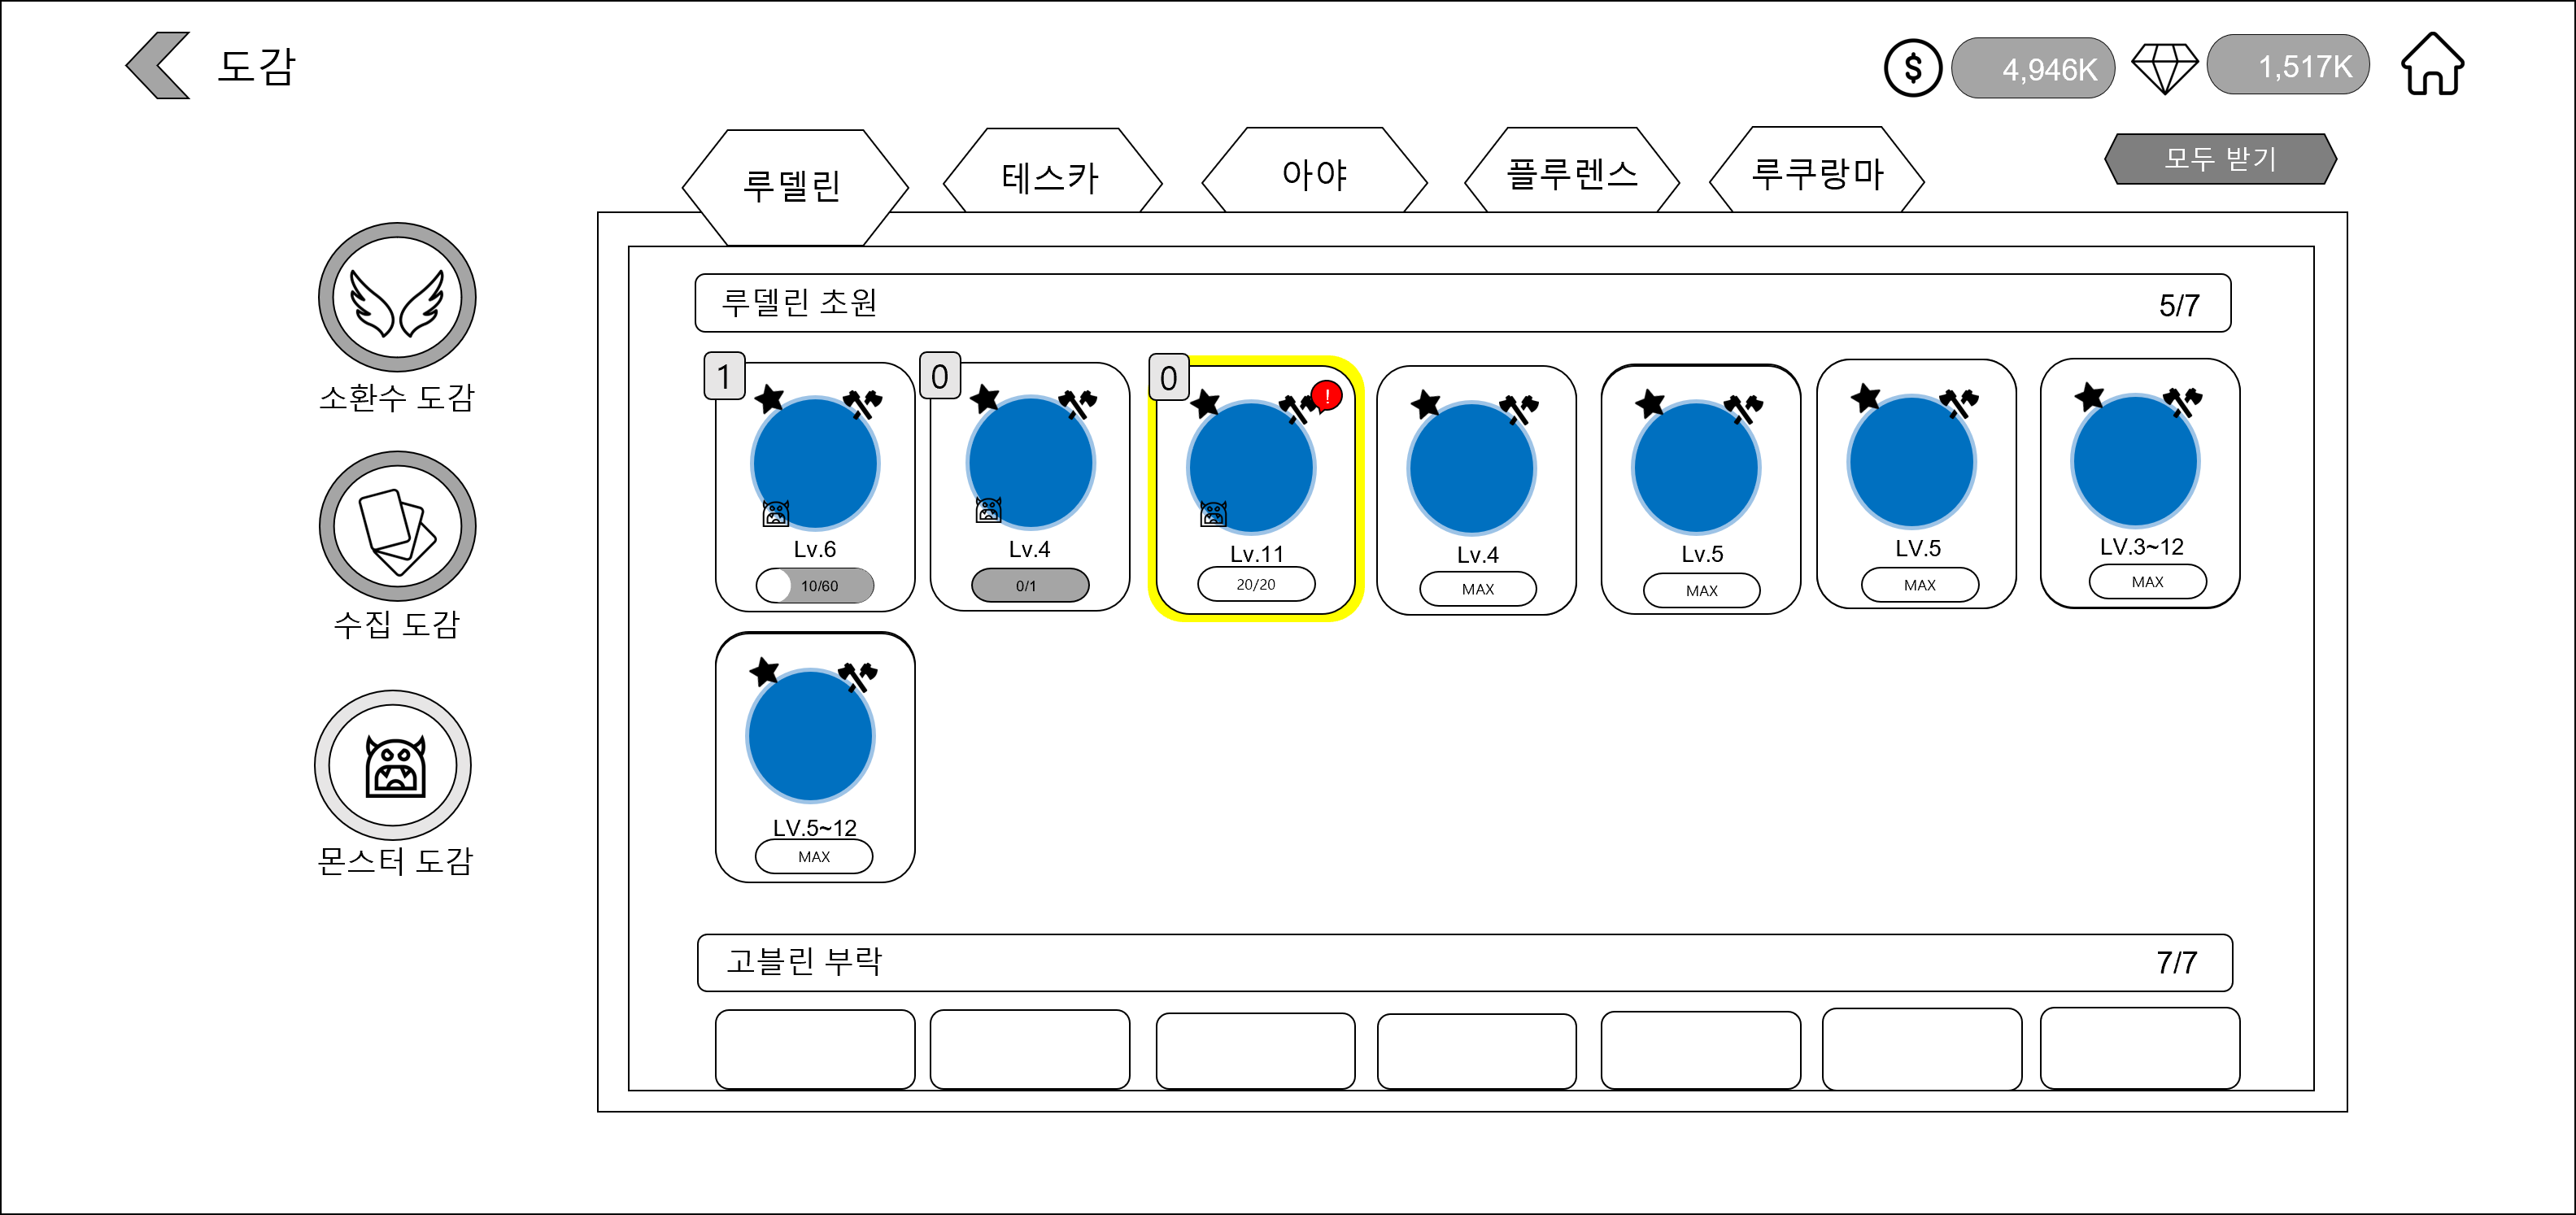 도감
$
4,946K
1,517K
루델린
테스카
아야
플루렌스
루쿠랑마
모두 받기
소환수 도감
수집 도감
몬스터 도감
루델린 초원
5/7
1
0
0
!
Lv.6
Lv.4
Lv.11
Lv.4
Lv.5
LV.5
LV.3~12
10/60
0/1
20/20
MAX
MAX
MAX
MAX
LV.5~12
MAX
고블린 부락
7/7